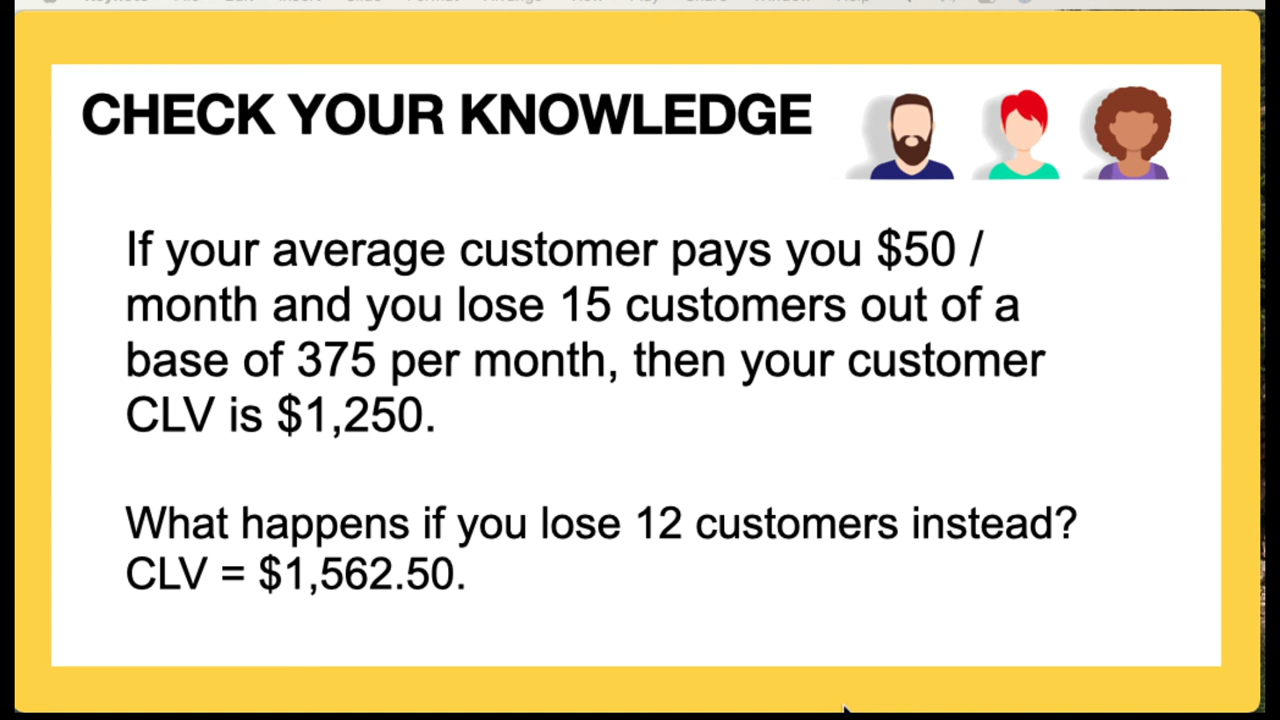 CHECK YOUR KNOWLEDGE
If your average customer pays you $50 /
month and you lose 15 customers out of a
base of 375 per month, then your customer
CLV is $1,250.
What happens if you lose 12 customers instead?
CLV = $1,562.50.